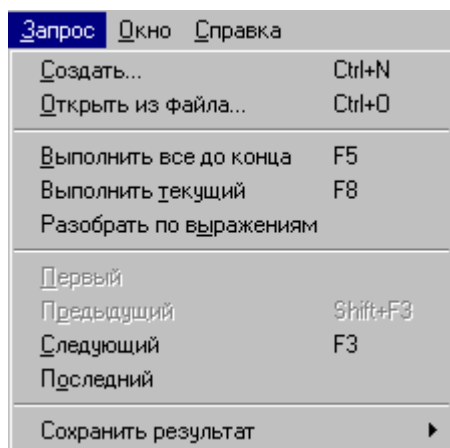 Запрос Окно Справка
Создать... Ctrl+N
Открыть из файла... Ctrl+O
Выполнить все до конца F5
Выполнить текущий F8
Разобрать по выражениям
Первый
Предыдущий Shift+F3
Следующий F3
Последний
Сохранить результат